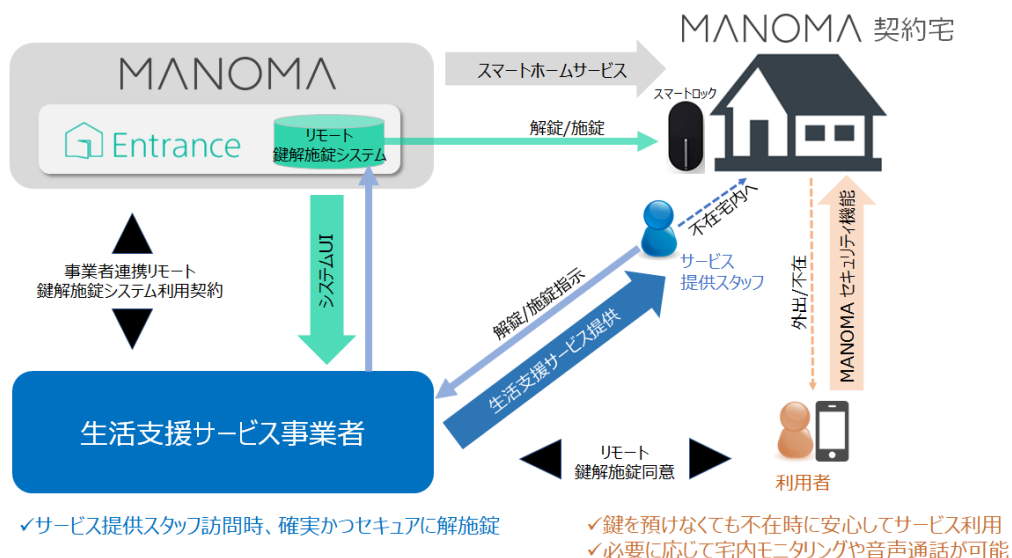 MANOMA 契約宅
MANOMA
スマートホームサービス
スマートロック
Entrance
リモート
鍵解施錠システム
解錠/施錠
不在宅内へ
サービス
提供スタッフ
事業者連携リモート
鍵解施錠システム利用契約
システムUI
解錠/施錠指示
生活支援サービス提供
外出/不在
MANOMA セキュリティ機能
生活支援サービス事業者
リモート
鍵解施錠同意
利用者
✓サービス提供スタッフ訪問時、確実かつセキュアに解施錠
✓鍵を預けなくても不在時に安心してサービス利用
✓必要に応じて宅内モニタリングや音声通話が可能